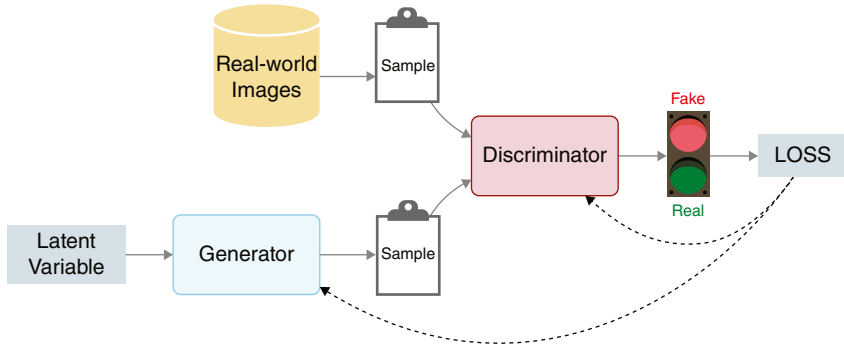 Real-world
Images
Sample
Fake
Discriminator
LOSS
Real
Latent
Variable
Generator
Sample